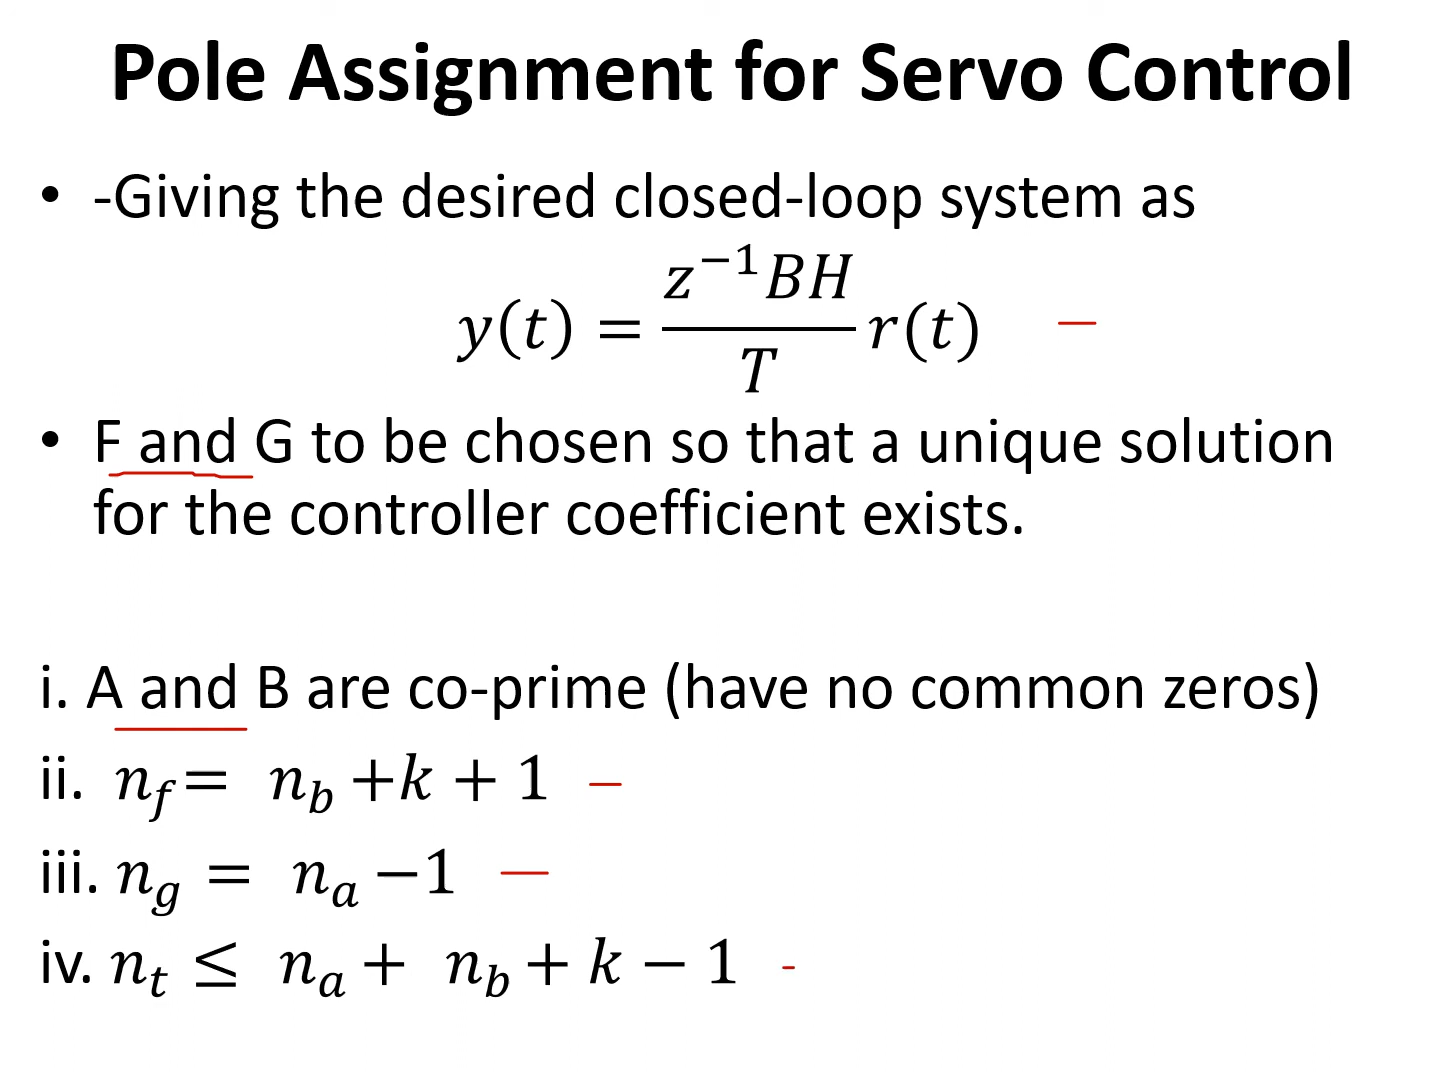 Pole Assignment for Servo Control
• -Giving the desired closed-loop system as
y(t) = \frac{z^{-1}BH}{T} r(t)
• F and G to be chosen so that a unique solution
for the controller coefficient exists.
i. A and B are co-prime (have no common zeros)
ii. n_f = n_b + k + 1
iii. n_g = n_a − 1
iv. n_t ≤ n_a + n_b + k − 1